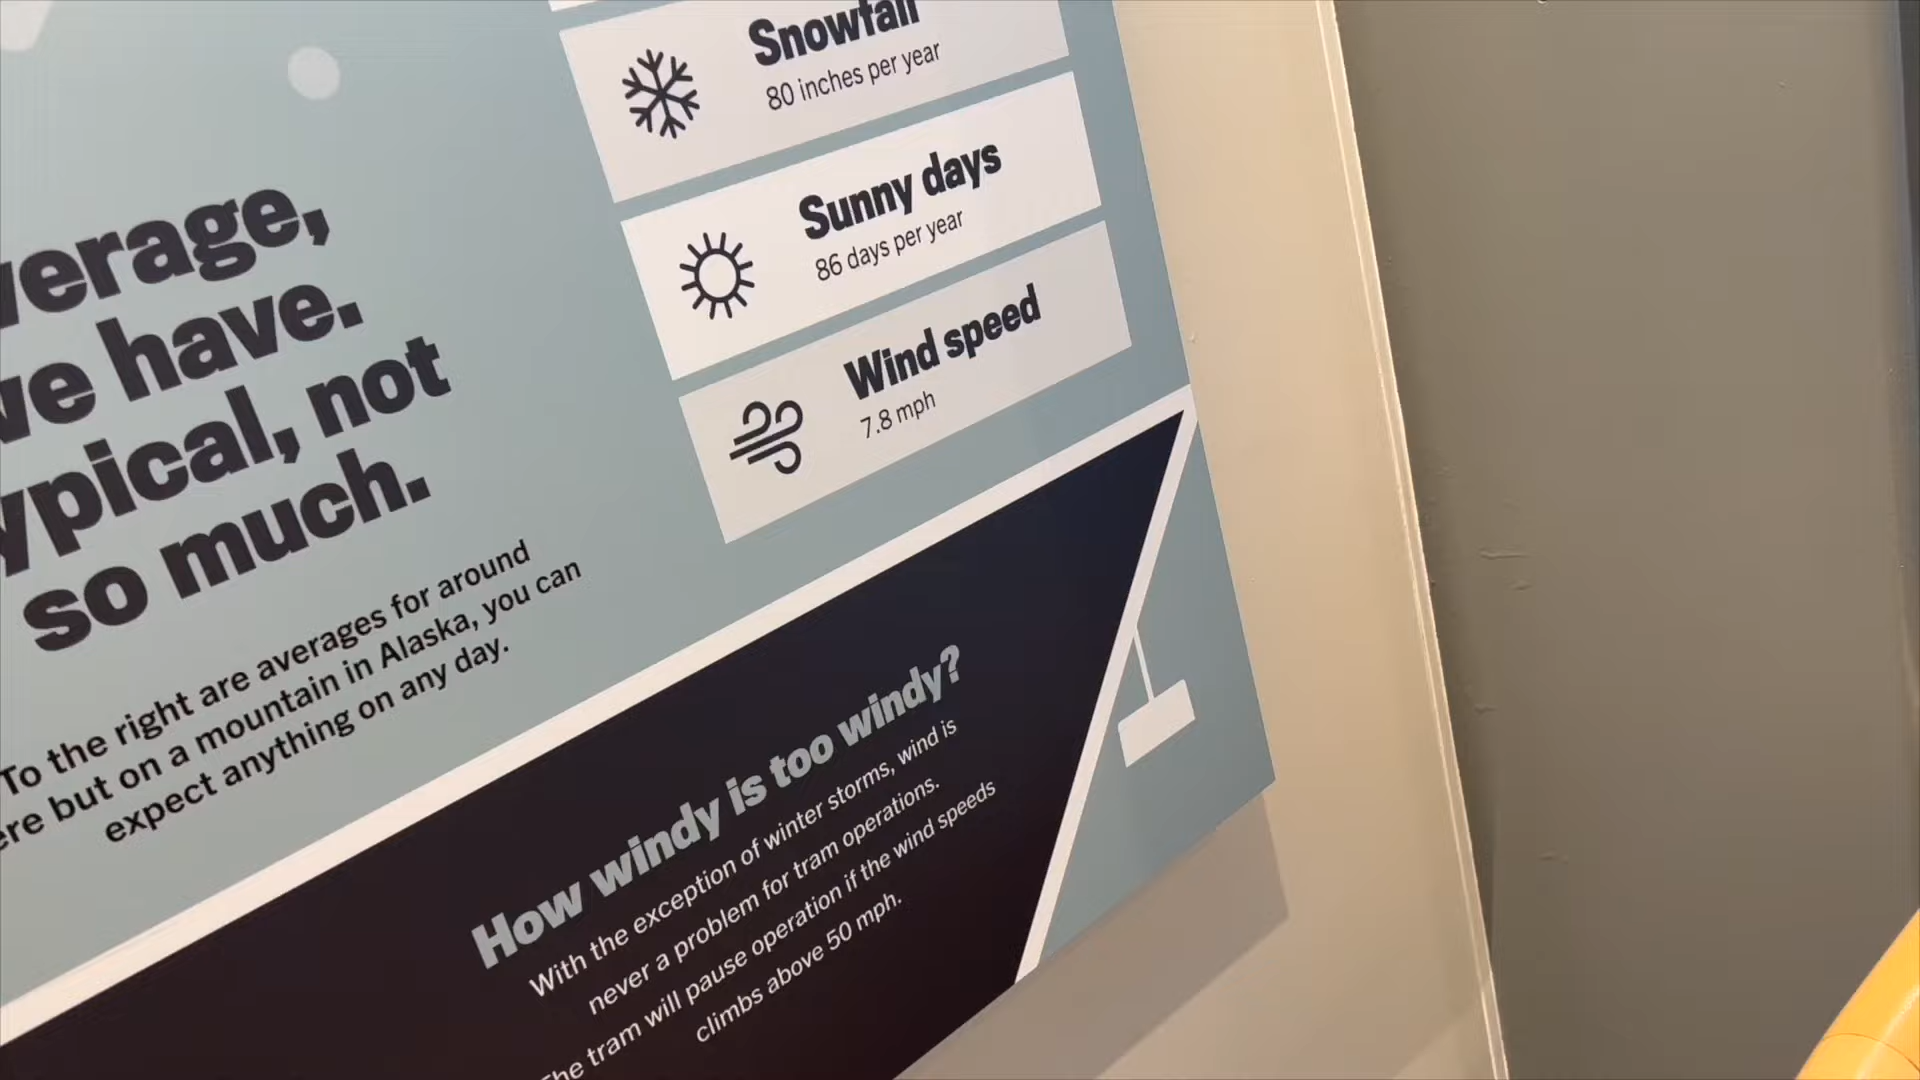 Snowfall
80 inches per year
Sunny days
86 days per year
Wind speed
7.8 mph
have.
not
so much.
To the right are averages for around
but on a mountain in Alaska, you can
expect anything on any day.
How windy is too windy?
With the exception of winter storms, wind is
never a problem for tram operations.
The tram will pause operation if the wind speeds
climbs above 50 mph.